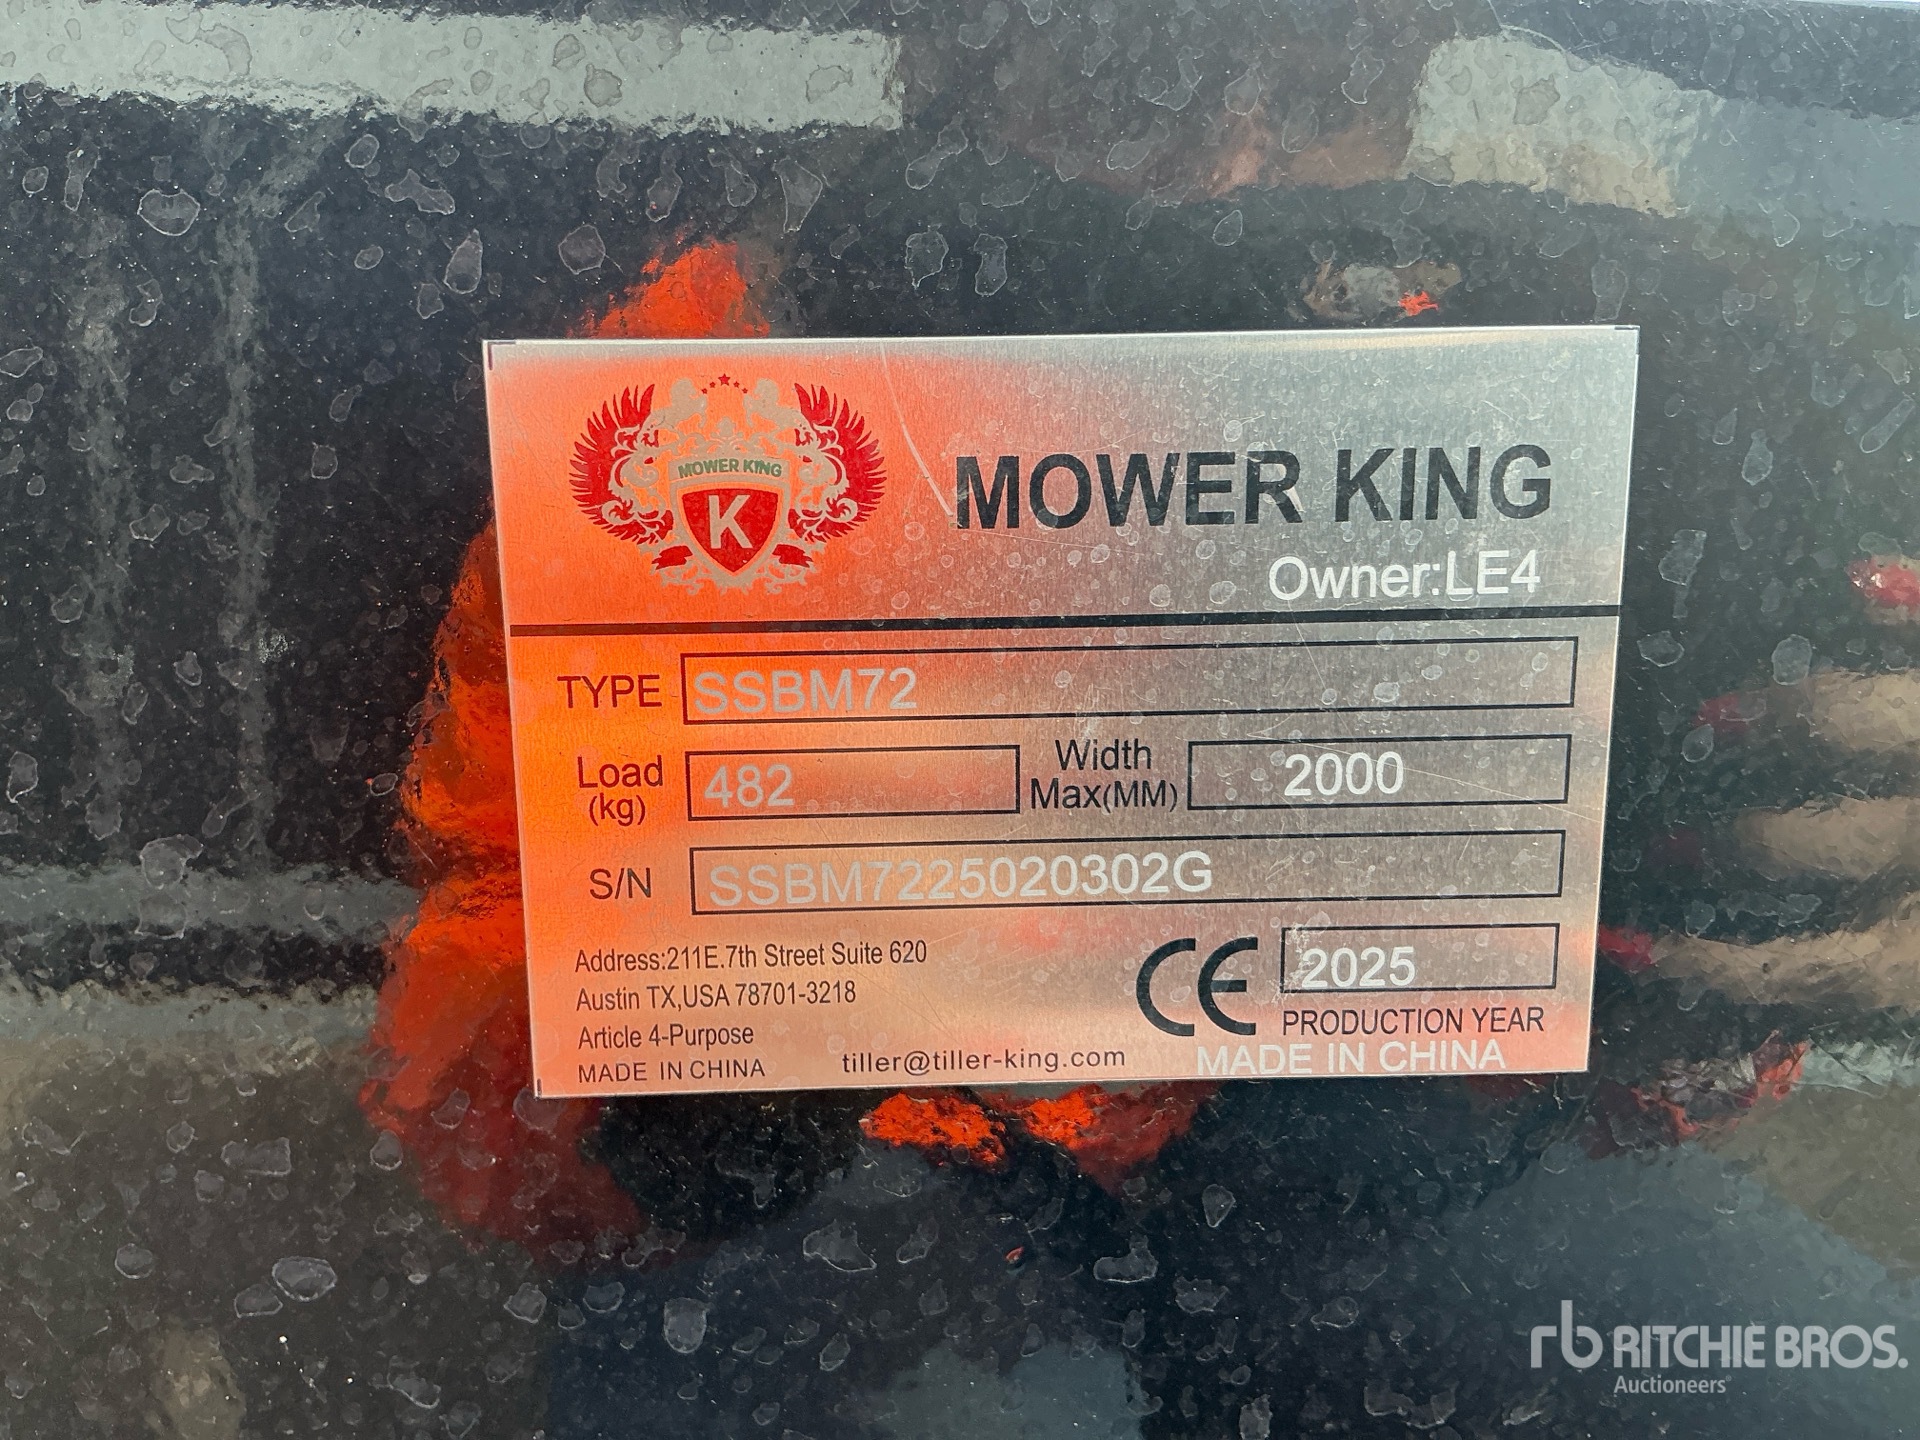 MOWER KING
K
MOWER KING
Owner:LE4
TYPE SSBM72
Load (kg) 482
Width Max(MM) 2000
S/N SSBM7225020302G
Address:211E.7th Street Suite 620
Austin TX,USA 78701-3218
Article 4-Purpose
MADE IN CHINA
tiller@tiller-king.com
CE
2025
PRODUCTION YEAR
MADE IN CHINA
rb RITCHIE BROS.
Auctioneers